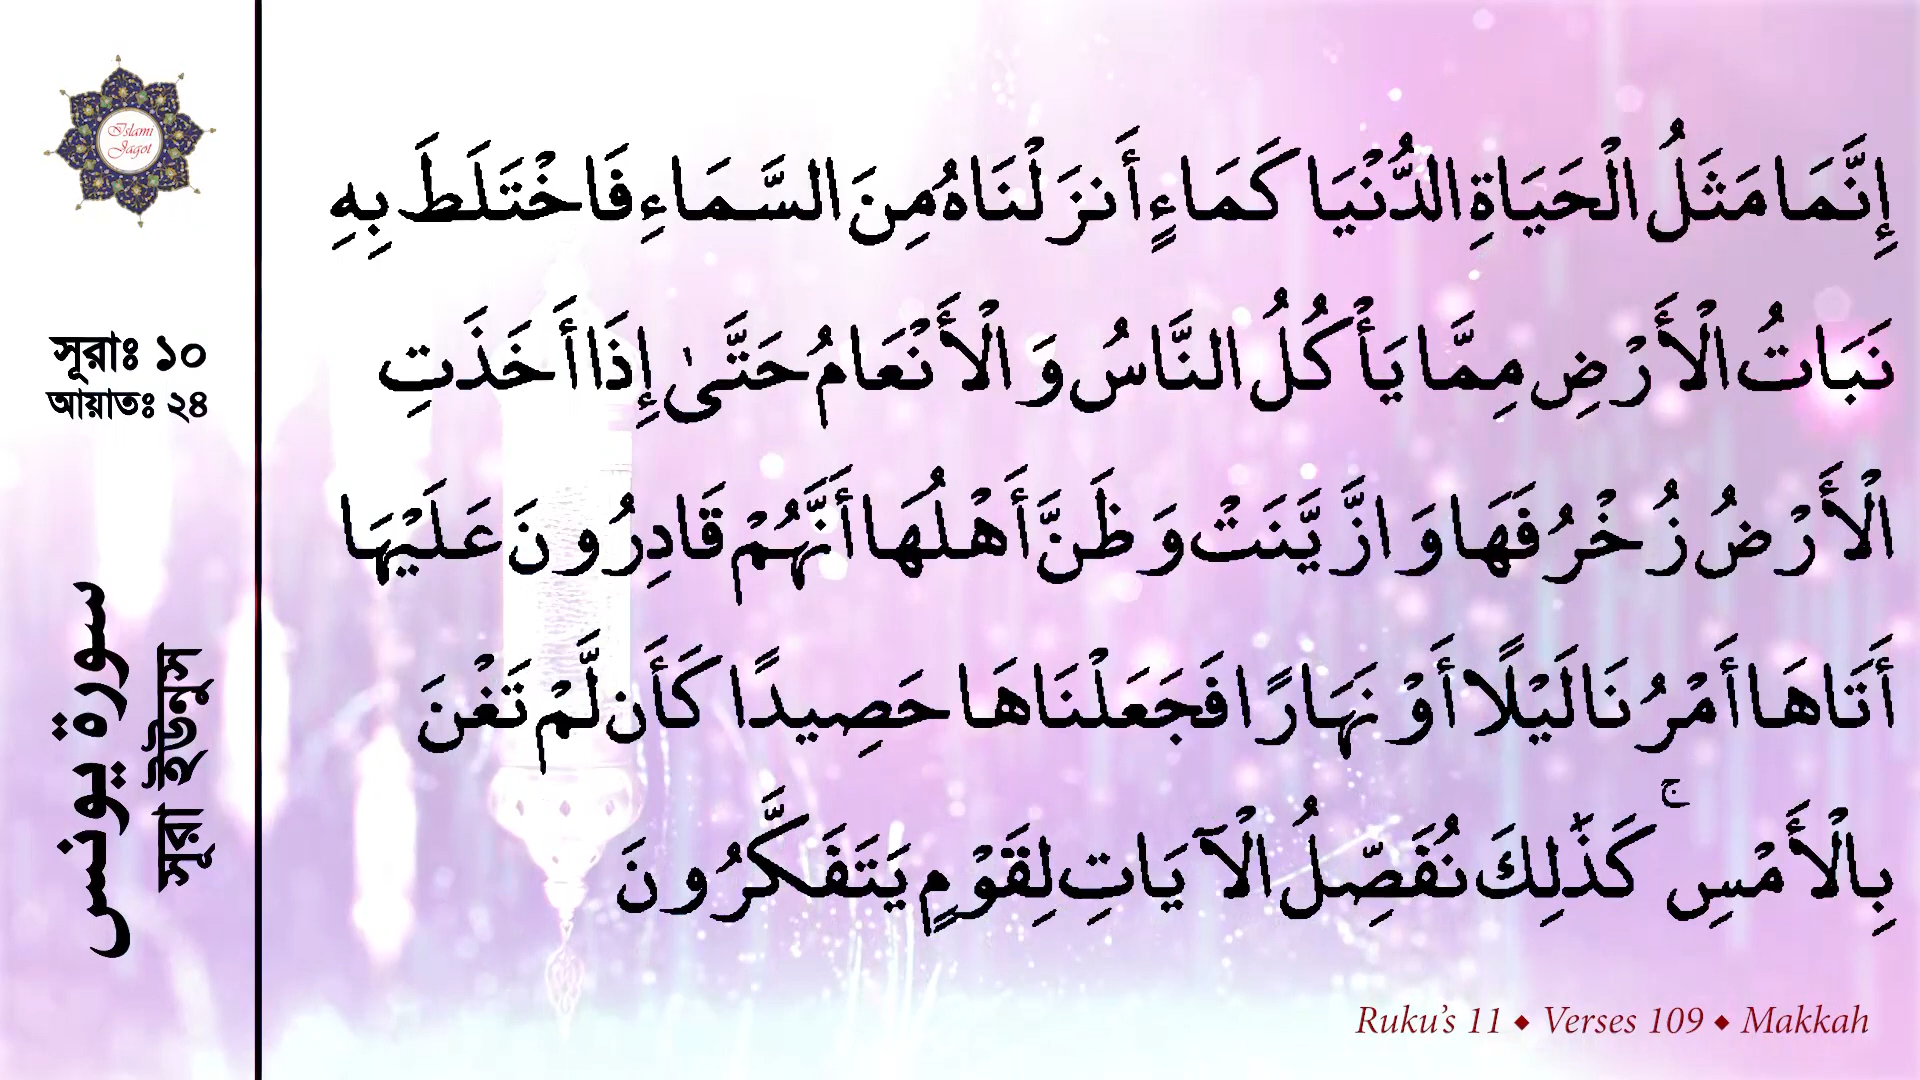 Islami
Jagot
সূরাঃ ১০
আয়াতঃ ২৪
سورة يونس
সূরা ইউনুস
إِنَّمَا مَثَلُ الْحَيَاةِ الدُّنْيَا كَمَاءٍ أَنزَلْنَاهُ مِنَ السَّمَاءِ فَاخْتَلَطَ بِهِ
نَبَاتُ الْأَرْضِ مِمَّا يَأْكُلُ النَّاسُ وَالْأَنْعَامُ حَتَّىٰ إِذَا أَخَذَتِ
الْأَرْضُ زُخْرُفَهَا وَازَّيَّنَتْ وَظَنَّ أَهْلُهَا أَنَّهُمْ قَادِرُونَ عَلَيْهَا
أَتَاهَا أَمْرُنَا لَيْلًا أَوْ نَهَارًا فَجَعَلْنَاهَا حَصِيدًا كَأَن لَّمْ تَغْنَ
بِالْأَمْسِ ۚ كَذَٰلِكَ نُفَصِّلُ الْآيَاتِ لِقَوْمٍ يَتَفَكَّرُونَ
Ruku's 11 ◆ Verses 109 ◆ Makkah